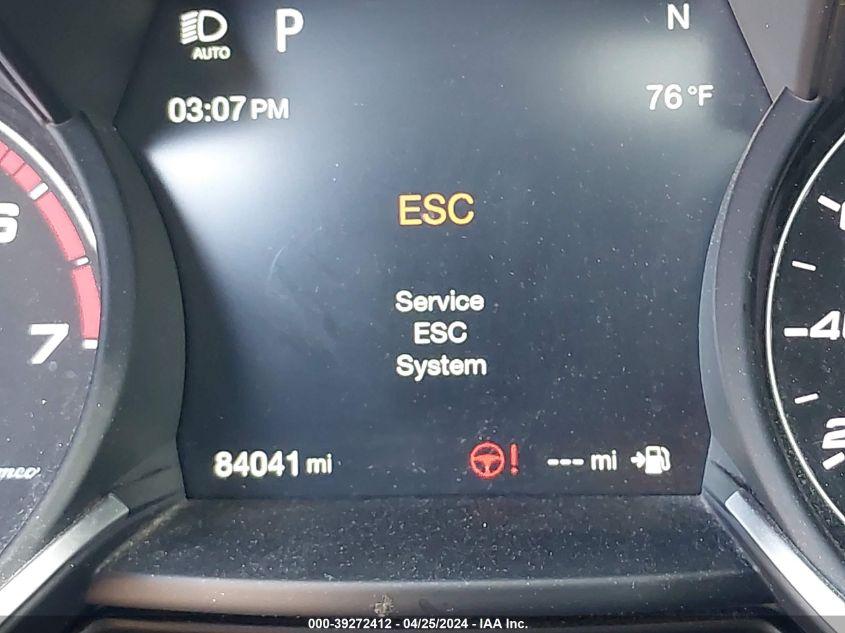 AUTO P N
03:07 PM 76 °F
ESC
6
Service
7 ESC
System
84041 mi --- mi
000-39272412 - 04/25/2024 - IAA Inc.